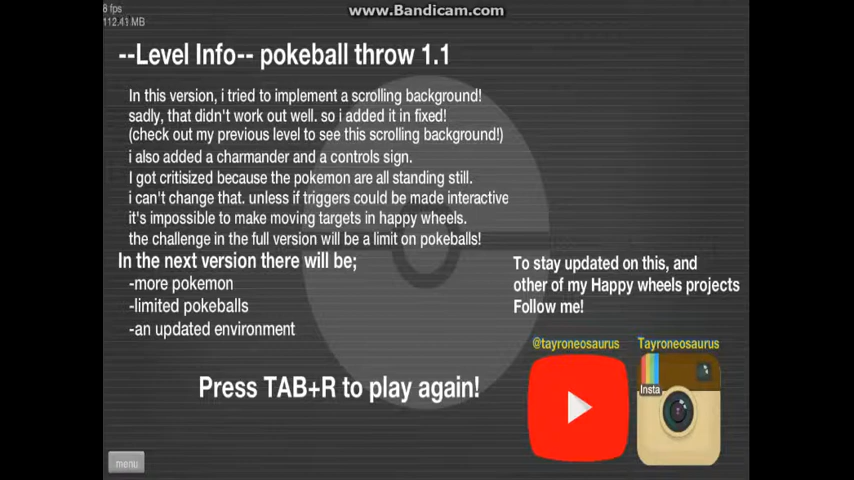 www.Bandicam.com
8 fps
112.41 MB
--Level Info-- pokeball throw 1.1
In this version, i tried to implement a scrolling background!
sadly, that didn't work out well. so i added it in fixed!
(check out my previous level to see this scrolling background!)
i also added a charmander and a controls sign.
I got critisized because the pokemon are all standing still.
i can't change that. unless if triggers could be made interactive
it's impossible to make moving targets in happy wheels.
the challenge in the full version will be a limit on pokeballs!
In the next version there will be;
-more pokemon
-limited pokeballs
-an updated environment
To stay updated on this, and
other of my Happy wheels projects
Follow me!
@tayroneosaurus
Tayroneosaurus
Insta
Press TAB+R to play again!
menu